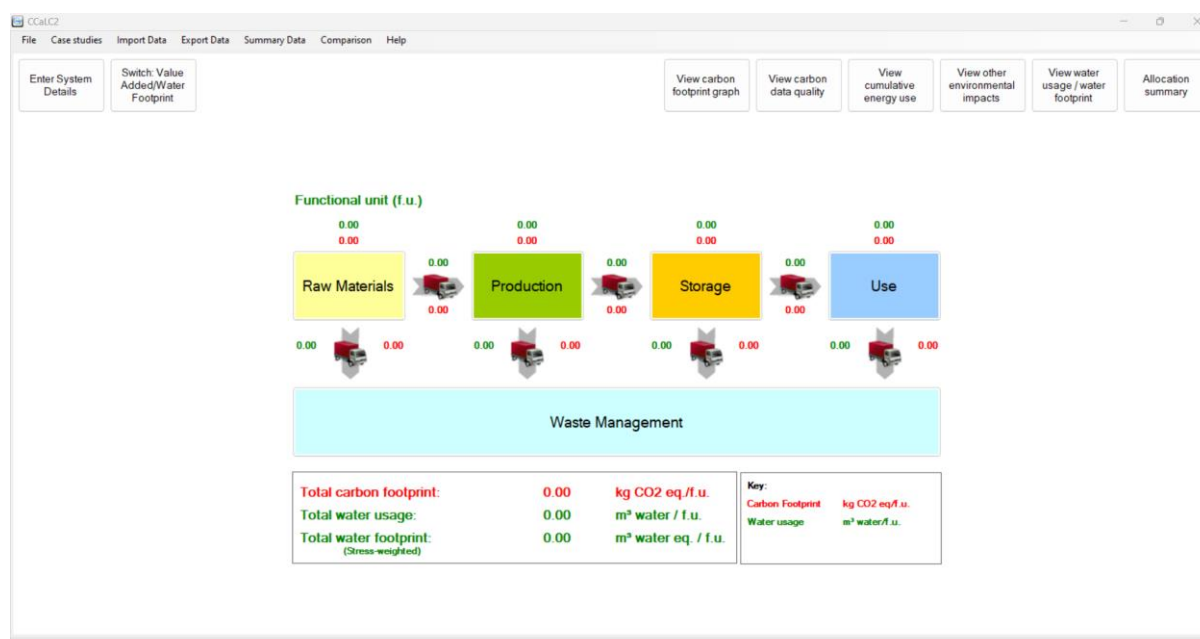 CCaLC2
File Case studies Import Data Export Data Summary Data Comparison Help
Enter System Details
Switch: Value Added/Water Footprint
View carbon footprint graph
View carbon data quality
View cumulative energy use
View other environmental impacts
View water usage / water footprint
Allocation summary
Functional unit (f.u.)
0.00 0.00 0.00 0.00
0.00 0.00 0.00 0.00
0.00 0.00 0.00
Raw Materials Production Storage Use
0.00 0.00 0.00
0.00 0.00 0.00 0.00 0.00 0.00 0.00 0.00
Waste Management
Total carbon footprint: 0.00 kg CO2 eq./f.u.
Total water usage: 0.00 m³ water / f.u.
Total water footprint: 0.00 m³ water eq. / f.u.
(Stress-weighted)
Key:
Carbon Footprint kg CO2 eq/f.u.
Water usage m³ water/f.u.